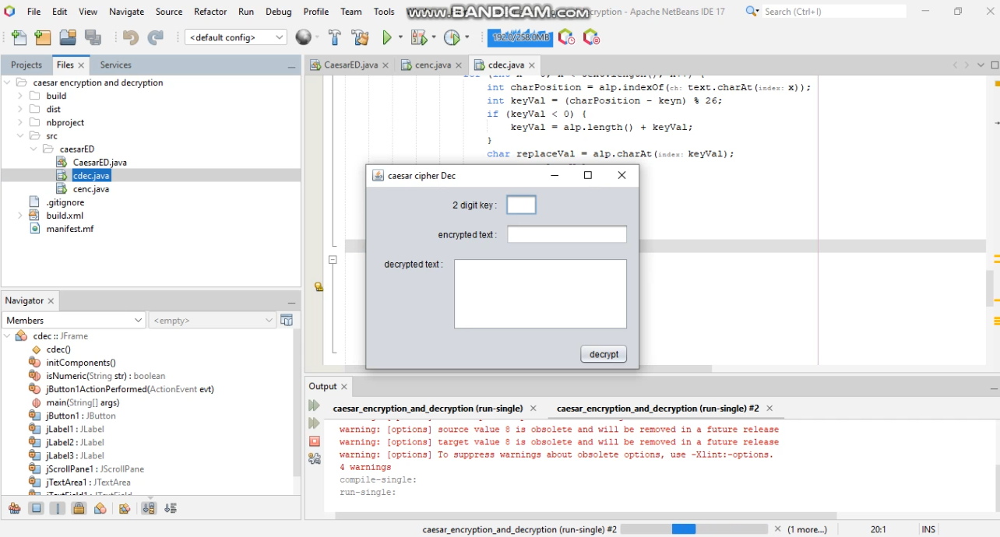 File Edit View Navigate Source Refactor Run Debug Profile Team Tools
www.BANDICAM.com
cryption - Apache NetBeans IDE 17
Search (Ctrl+I)
<default config>
192.0/258.0MB
Projects Files Services
CaesarED.java cenc.java cdec.java
caesar encryption and decryption
build
dist
nbproject
src
caesarED
CaesarED.java
cdec.java
cenc.java
.gitignore
build.xml
manifest.mf
int charPosition = alp.indexOf(ch: text.charAt(index: x));
int keyVal = (charPosition - keyn) % 26;
if (keyVal < 0) {
keyVal = alp.length() + keyVal;
}
char replaceVal = alp.charAt(index: keyVal);
caesar cipher Dec
2 digit key :
encrypted text :
decrypted text :
decrypt
Navigator
Members <empty>
cdec :: JFrame
cdec()
initComponents()
isNumeric(String str) : boolean
jButton1ActionPerformed(ActionEvent evt)
main(String[] args)
jButton1 : JButton
jLabel1 : JLabel
jLabel2 : JLabel
jLabel3 : JLabel
jScrollPane1 : JScrollPane
jTextArea1 : JTextArea
jTextField1 : JTextField
Output
caesar_encryption_and_decryption (run-single) caesar_encryption_and_decryption (run-single) #2
warning: [options] source value 8 is obsolete and will be removed in a future release
warning: [options] target value 8 is obsolete and will be removed in a future release
warning: [options] To suppress warnings about obsolete options, use -Xlint:-options.
4 warnings
compile-single:
run-single:
caesar_encryption_and_decryption (run-single) #2 (1 more...) 20:1 INS